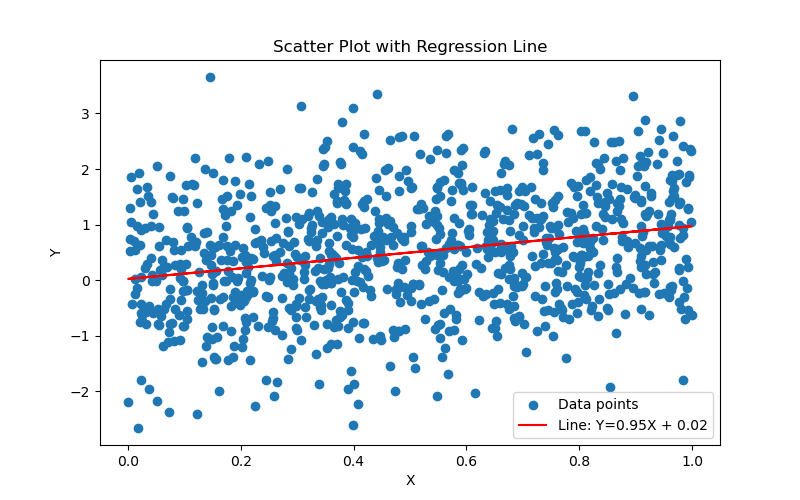 Scatter Plot with Regression Line
Y
3
2
1
0
−1
−2
Data points
Line: Y=0.95X + 0.02
0.0 0.2 0.4 0.6 0.8 1.0
X